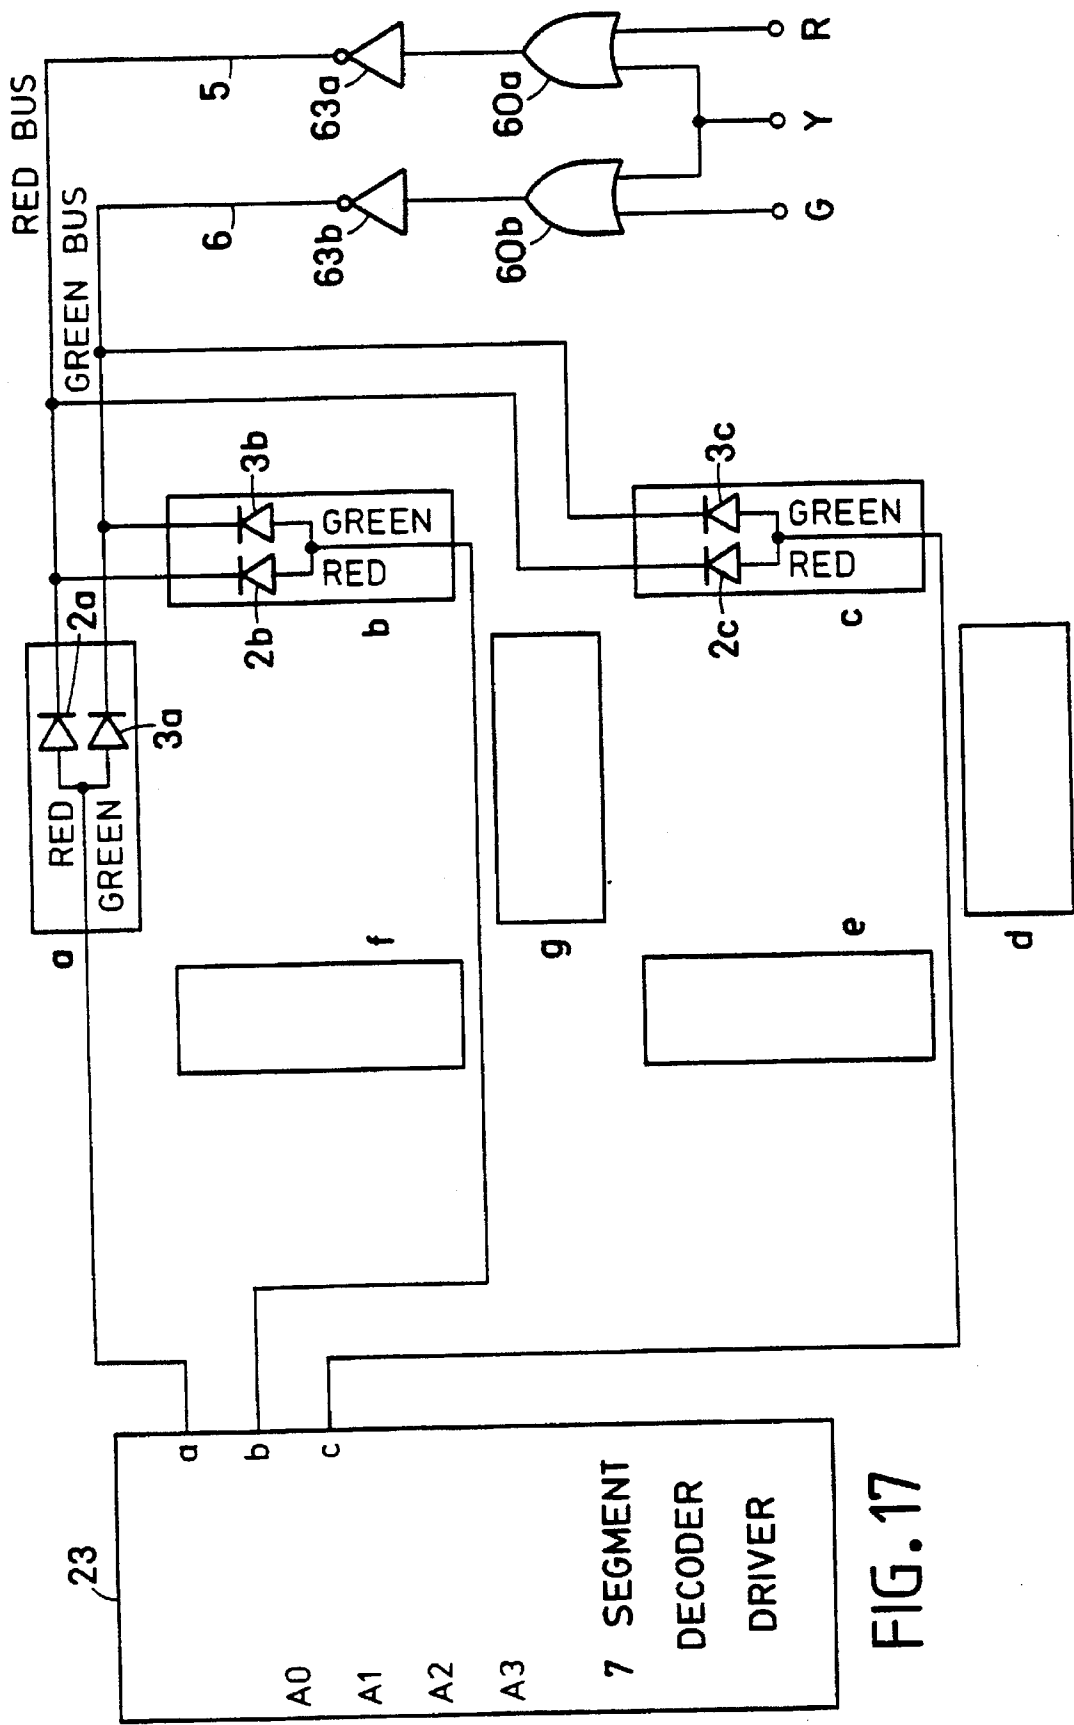 RED BUS
GREEN BUS
5
6
63a
63b
60a
60b
R
Y
G
a
RED
GREEN
2a
3a
b
RED
GREEN
2b
3b
f
g
c
RED
GREEN
2c
3c
e
d
23
a
b
c
A0
A1
A2
A3
7 SEGMENT
DECODER
DRIVER
FIG. 17